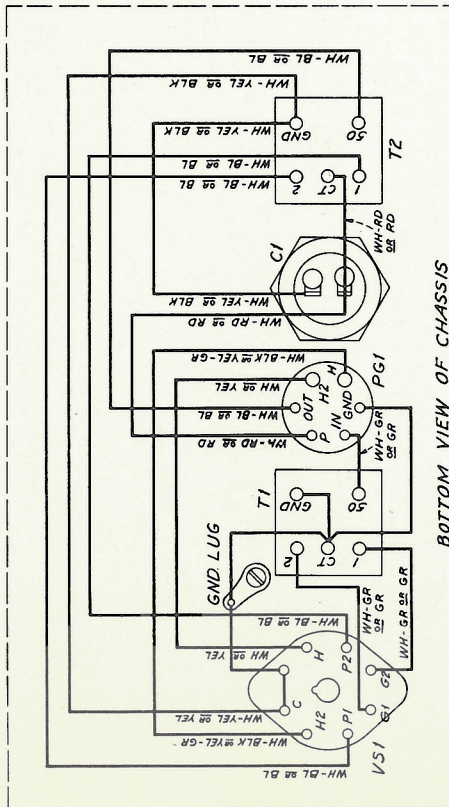 WH-BL OR BL
WH-YEL OR BLK
GND
50
T2
WH-YEL OR BLK
WH-BL OR BL
WH-BL OR BL
2
CT
1
WH-RD
OR RD
C1
WH-YEL OR BLK
WH-RD OR RD
WH-BLK OR YEL-GR
WH OR YEL
H2
H
PG1
WH-BL OR BL
OUT
GND
WH-RD OR RD
P
IN
WH-GR
OR GR
T1
GND
50
GND. LUG
2
CT
1
WH-GR
OR GR
WH-GR OR GR
WH-BL OR BL
WH OR YEL
H
P2
C
G2
WH-YEL OR YEL
WH-BLK OR YEL-GR
H2
P1
G1
WH-BL OR BL
VS1
BOTTOM VIEW OF CHASSIS